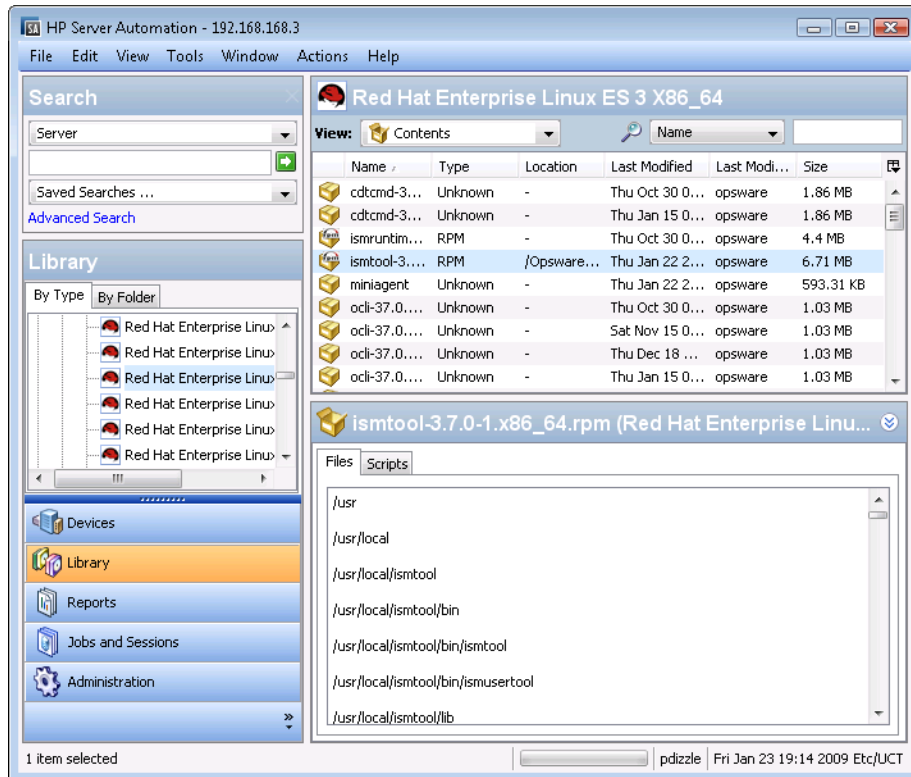 HP Server Automation - 192.168.168.3
File Edit View Tools Window Actions Help
Search
Server
Saved Searches ...
Advanced Search
Library
By Type By Folder
Red Hat Enterprise Linux
Red Hat Enterprise Linux
Red Hat Enterprise Linux
Red Hat Enterprise Linux
Red Hat Enterprise Linux
Red Hat Enterprise Linux
Devices
Library
Reports
Jobs and Sessions
Administration
Red Hat Enterprise Linux ES 3 X86_64
View: Contents Name
Name Type Location Last Modified Last Modi... Size
cdtcmd-3... Unknown - Thu Oct 30 0... opsware 1.86 MB
cdtcmd-3... Unknown - Thu Jan 15 0... opsware 1.86 MB
ismruntim... RPM - Thu Oct 30 0... opsware 4.4 MB
ismtool-3.... RPM /Opsware... Thu Jan 22 2... opsware 6.71 MB
miniagent Unknown - Thu Jan 22 2... opsware 593.31 KB
ocli-37.0.... Unknown - Thu Oct 30 0... opsware 1.03 MB
ocli-37.0.... Unknown - Sat Nov 15 0... opsware 1.03 MB
ocli-37.0.... Unknown - Thu Dec 18 ... opsware 1.03 MB
ocli-37.0.... Unknown - Thu Jan 15 0... opsware 1.03 MB
ismtool-3.7.0-1.x86_64.rpm (Red Hat Enterprise Linu...
Files Scripts
/usr
/usr/local
/usr/local/ismtool
/usr/local/ismtool/bin
/usr/local/ismtool/bin/ismtool
/usr/local/ismtool/bin/ismusertool
/usr/local/ismtool/lib
1 item selected
pdizzle Fri Jan 23 19:14 2009 Etc/UCT